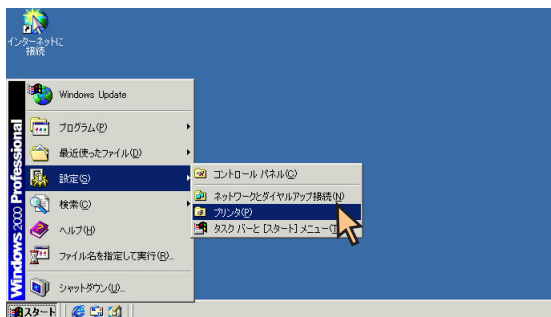 インターネットに
接続
Windows Update
プログラム(P)
最近使ったファイル(D)
設定(S)
検索(C)
ヘルプ(H)
ファイル名を指定して実行(R)...
シャットダウン(U)...
Windows 2000 Professional
コントロール パネル(C)
ネットワークとダイヤルアップ接続(N)
プリンタ(P)
タスク バーと [スタート] メニュー(T)
スタート